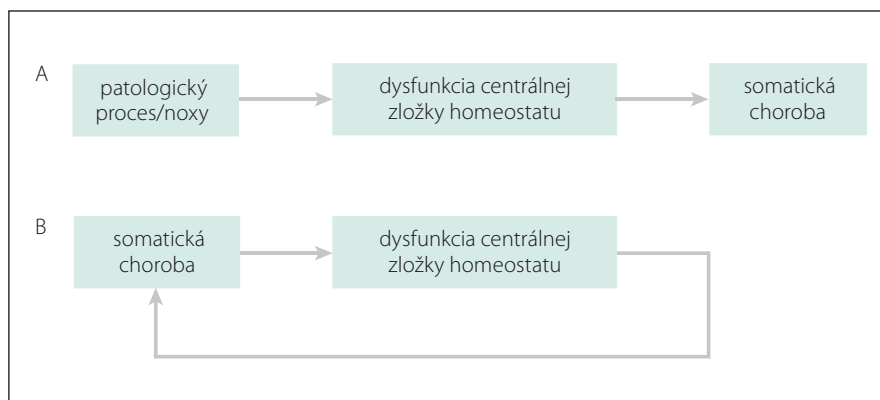 A
patologický
proces/noxy
dysfunkcia centrálnej
zložky homeostatu
somatická
choroba
B
somatická
choroba
dysfunkcia centrálnej
zložky homeostatu